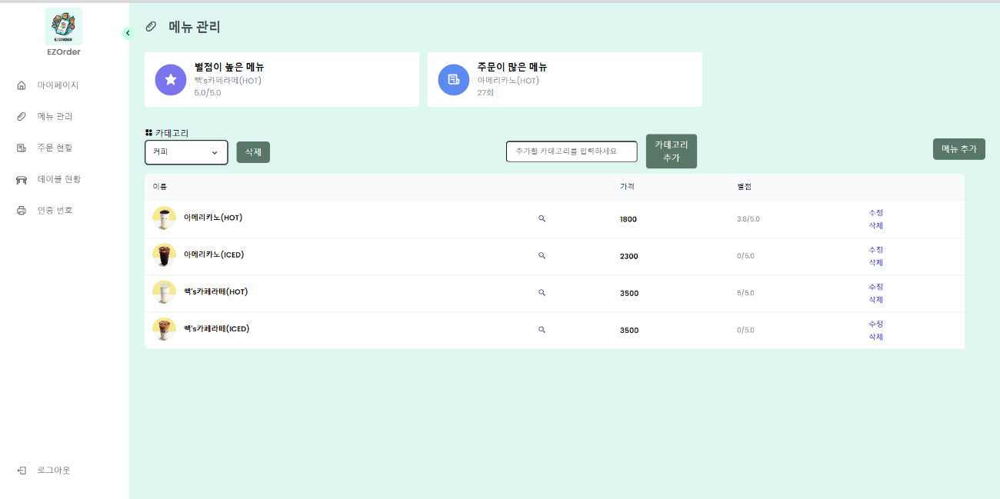 EZORDER
EZOrder
마이페이지
메뉴 관리
주문 현황
테이블 현황
인증 번호
로그아웃
메뉴 관리
별점이 높은 메뉴
빽's카페라떼(HOT)
5.0/5.0
주문이 많은 메뉴
아메리카노(HOT)
27회
카테고리
커피
삭제
추가할 카테고리를 입력하세요
카테고리
추가
메뉴 추가
이름 가격 별점
아메리카노(HOT) 1800 3.8/5.0 수정
삭제
아메리카노(ICED) 2300 0/5.0 수정
삭제
빽's카페라떼(HOT) 3500 5/5.0 수정
삭제
빽's카페라떼(ICED) 3500 0/5.0 수정
삭제